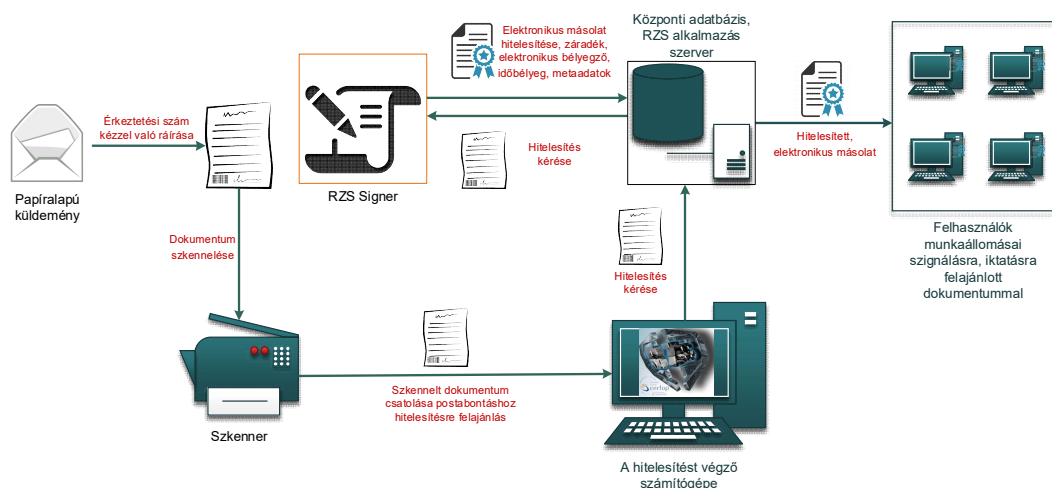 Elektronikus másolat
hitelesítése, záradék,
elektronikus bélyegző,
időbélyeg, metaadatok
Központi adatbázis,
RZS alkalmazás
szerver
Érkeztetési szám
kézzel való ráírása
Papíralapú
küldemény
RZS Signer
Hitelesítés
kérése
Hitelesített,
elektronikus másolat
Felhasználók
munkaállomásai
szignálásra, iktatásra
felajánlott
dokumentummal
Dokumentum
szkennelése
Hitelesítés
kérése
Szkennelt dokumentum
csatolása postabontáshoz
hitelesítésre felajánlás
Szkenner
certop
A hitelesítést végző
számítógépe